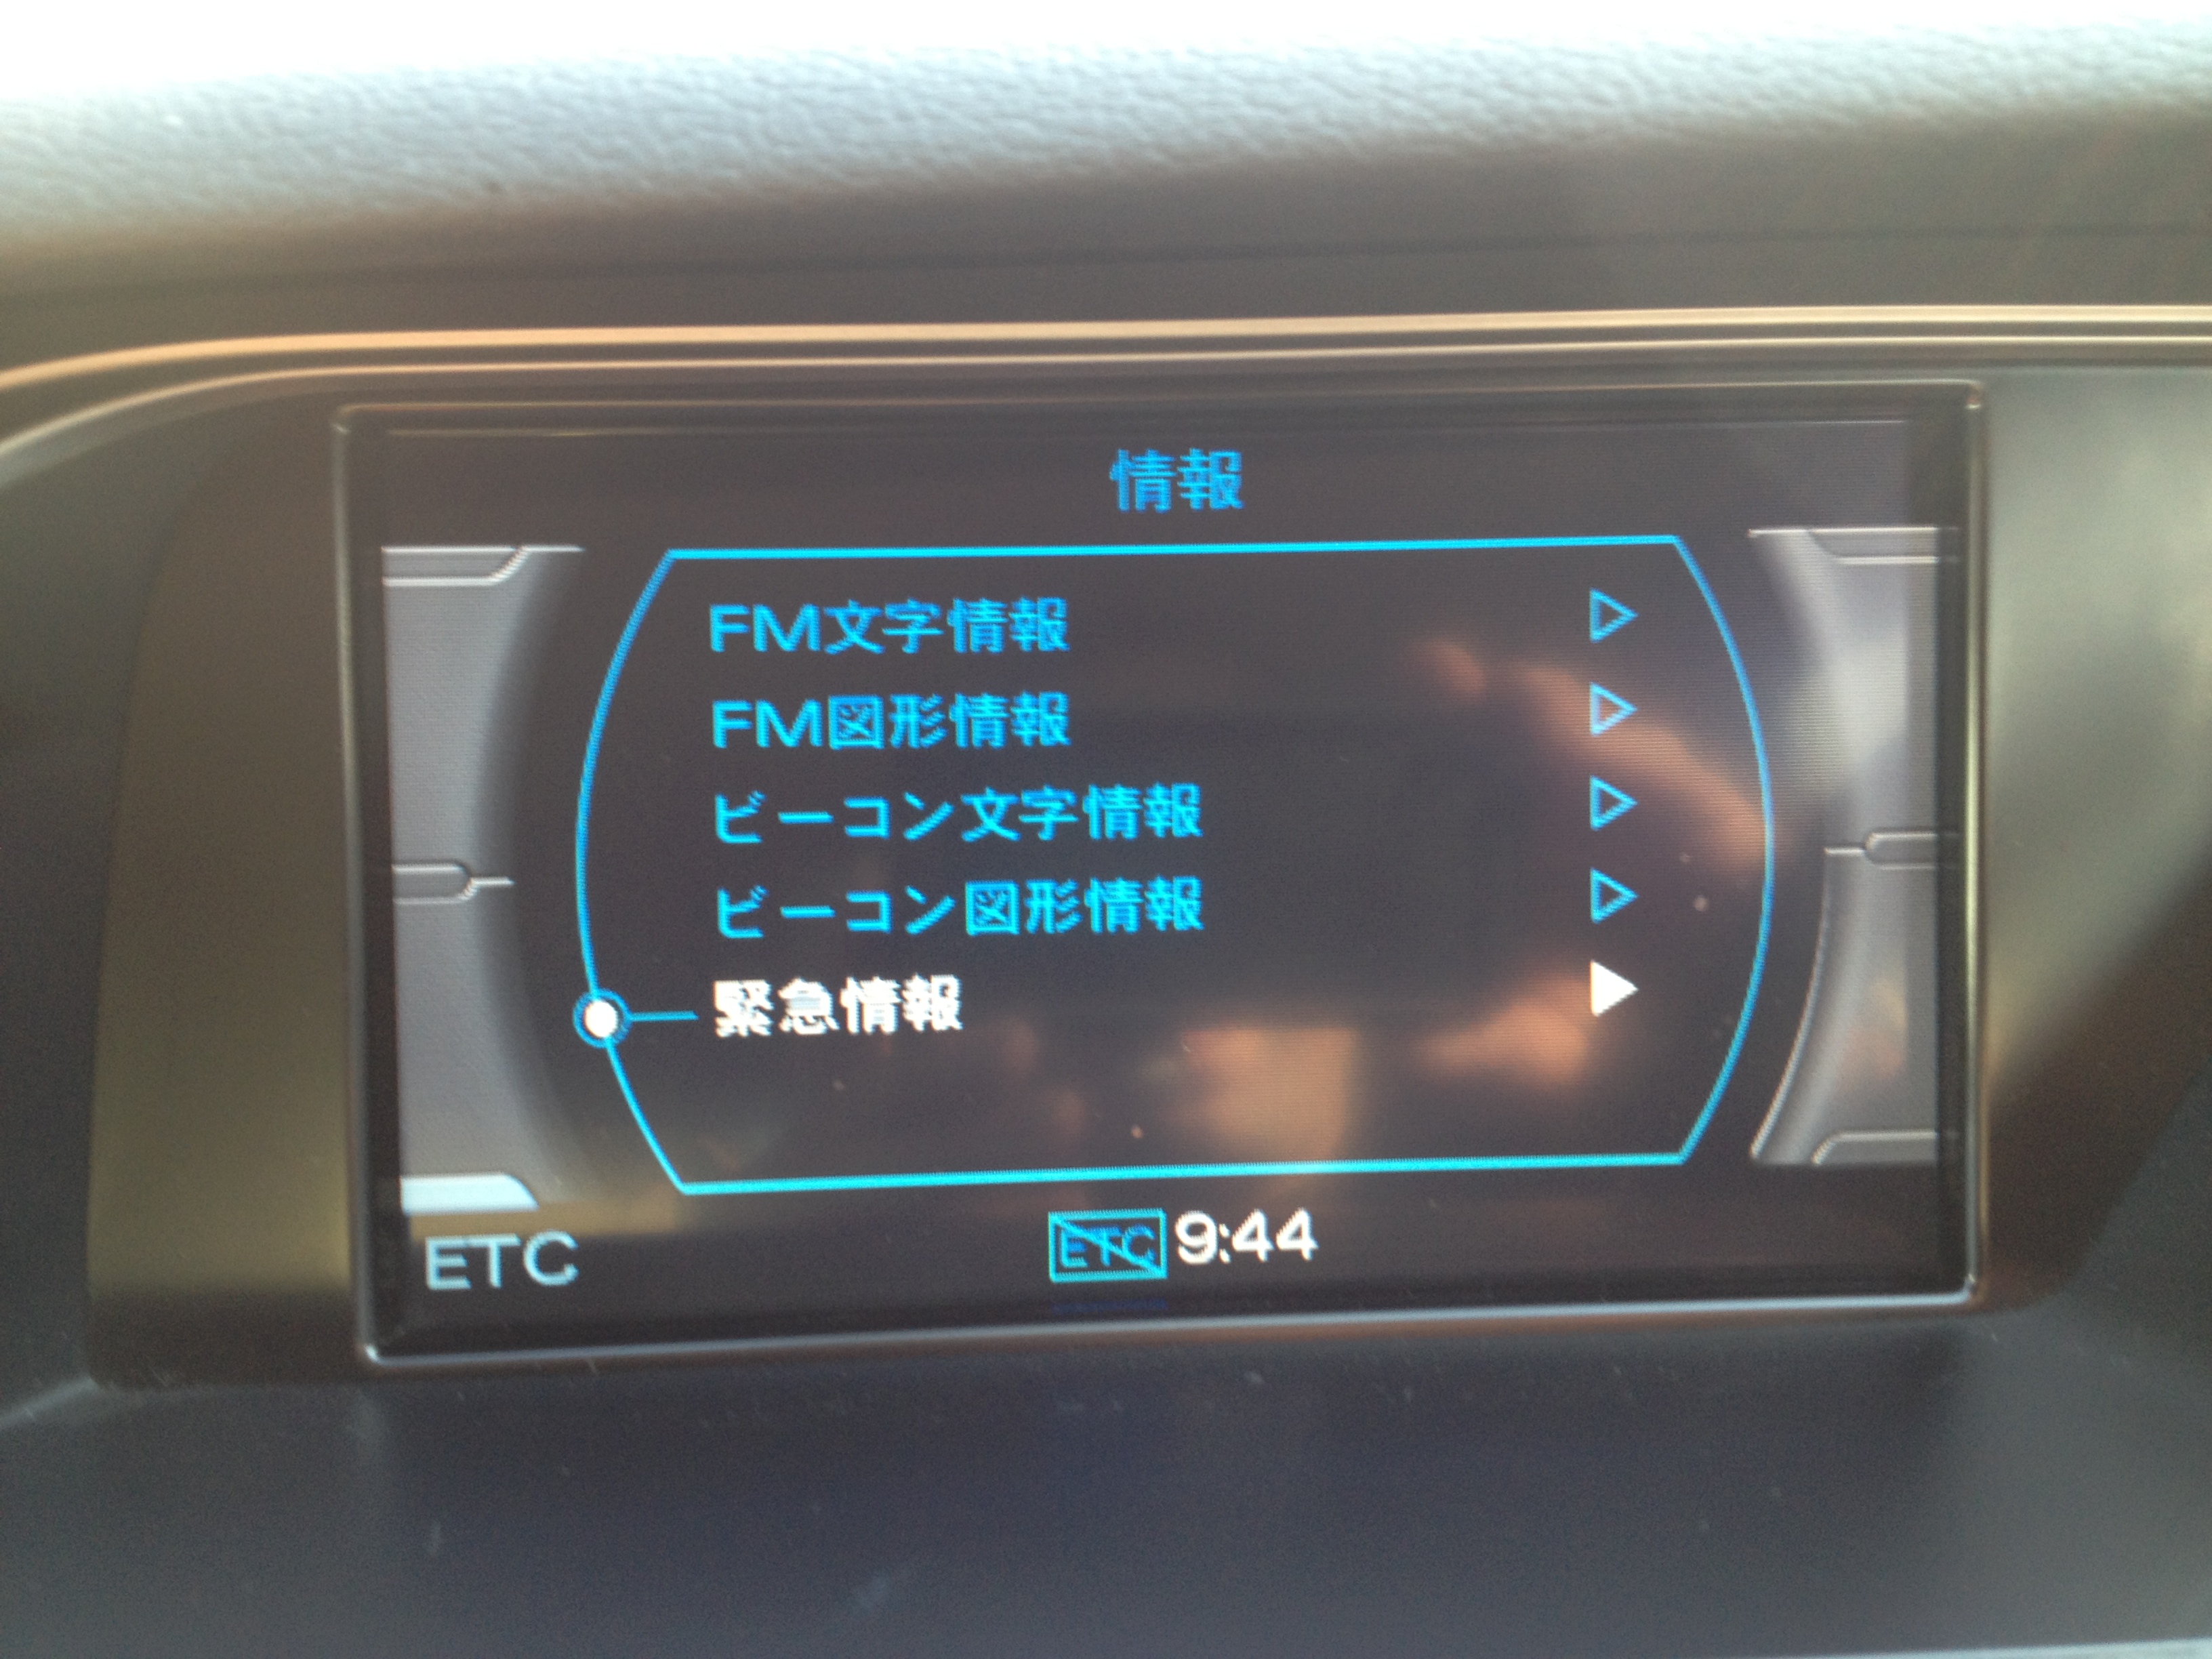 情報
FM文字情報
FM図形情報
ビーコン文字情報
ビーコン図形情報
緊急情報
ETC
ETC 9:44